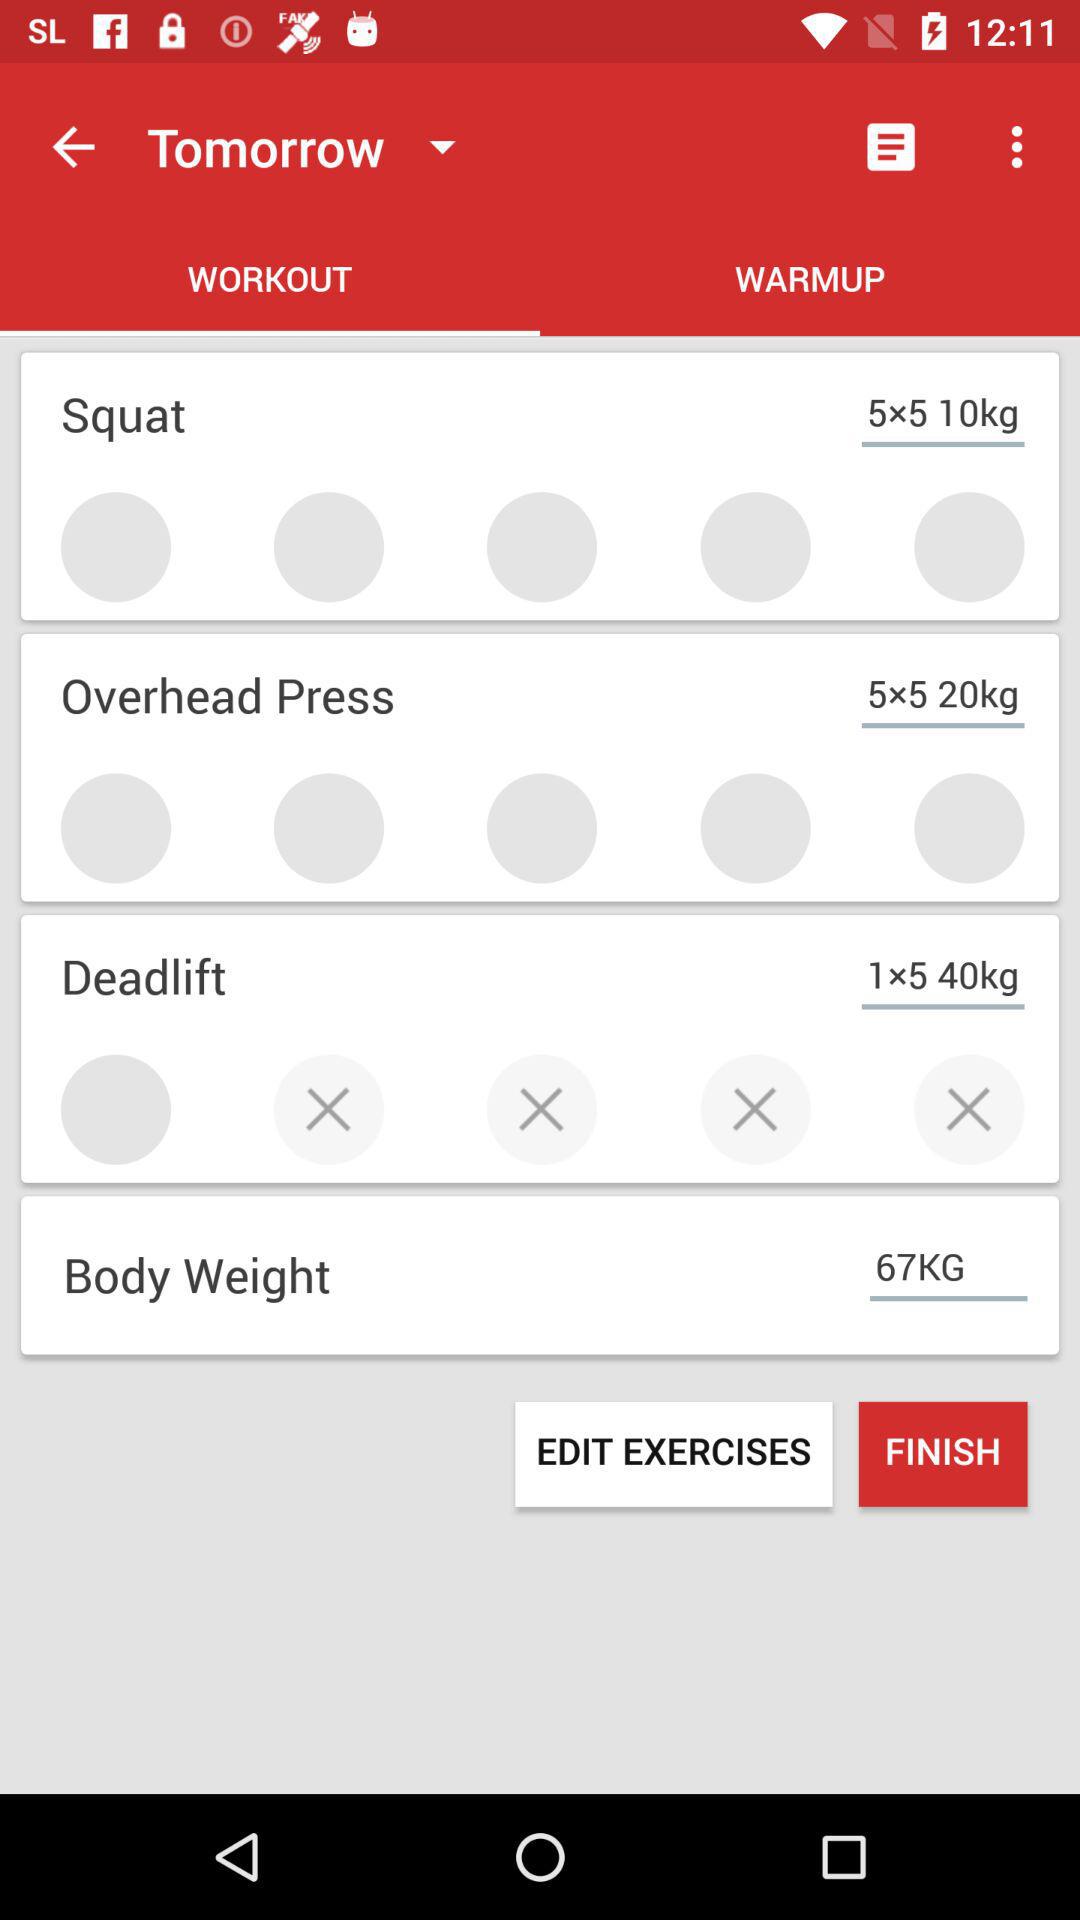 SL FAKE 12:11
Tomorrow
WORKOUT WARMUP
Squat 5×5 10kg
Overhead Press 5×5 20kg
Deadlift 1×5 40kg
Body Weight 67KG
EDIT EXERCISES FINISH